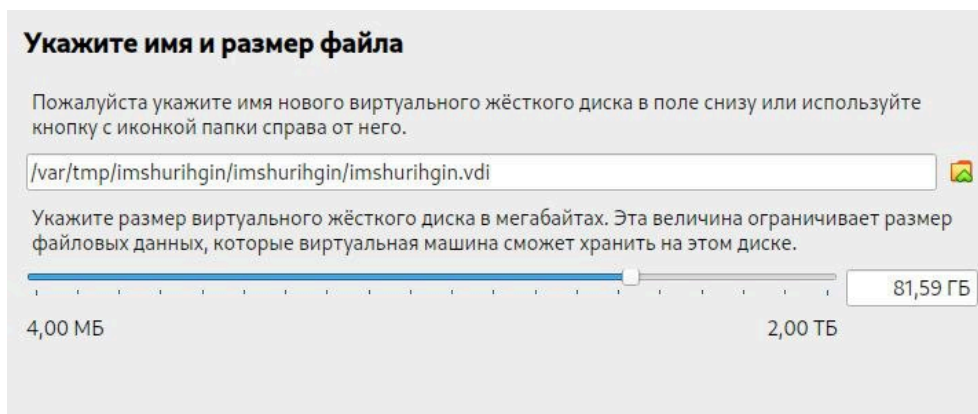 Укажите имя и размер файла
Пожалуйста укажите имя нового виртуального жёсткого диска в поле снизу или используйте
кнопку с иконкой папки справа от него.
/var/tmp/imshurihgin/imshurihgin/imshurihgin.vdi
Укажите размер виртуального жёсткого диска в мегабайтах. Эта величина ограничивает размер
файловых данных, которые виртуальная машина сможет хранить на этом диске.
81,59 ГБ
4,00 МБ
2,00 ТБ